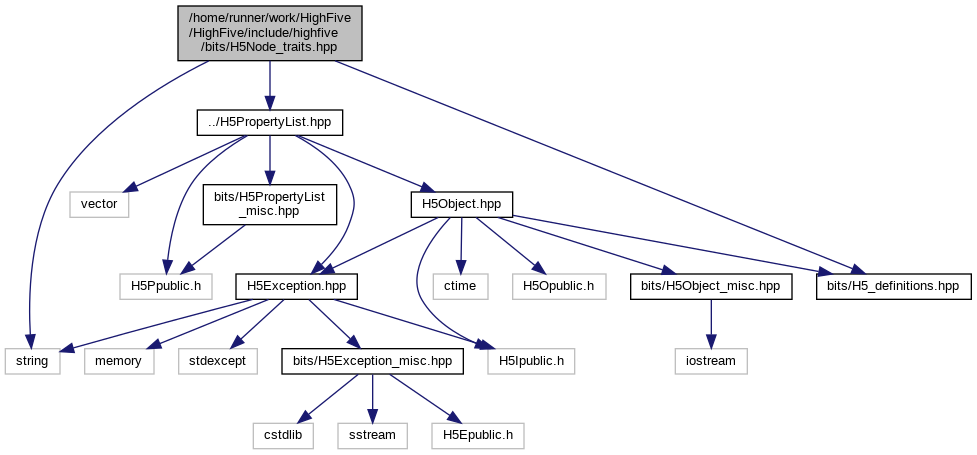 /home/runner/work/HighFive
/HighFive/include/highfive
/bits/H5Node_traits.hpp
../H5PropertyList.hpp
vector
bits/H5PropertyList
_misc.hpp
H5Object.hpp
H5Ppublic.h
H5Exception.hpp
ctime
H5Opublic.h
bits/H5Object_misc.hpp
bits/H5_definitions.hpp
string
memory
stdexcept
bits/H5Exception_misc.hpp
H5Ipublic.h
iostream
cstdlib
sstream
H5Epublic.h